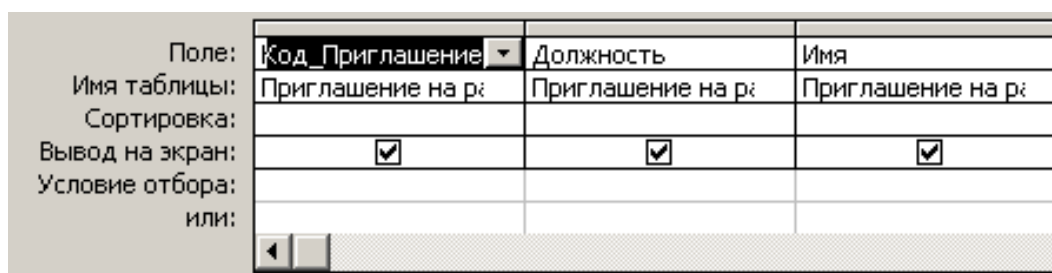 Поле: Код_Приглашение Должность Имя
Имя таблицы: Приглашение на ра Приглашение на ра Приглашение на ра
Сортировка:
Вывод на экран:
Условие отбора:
или: